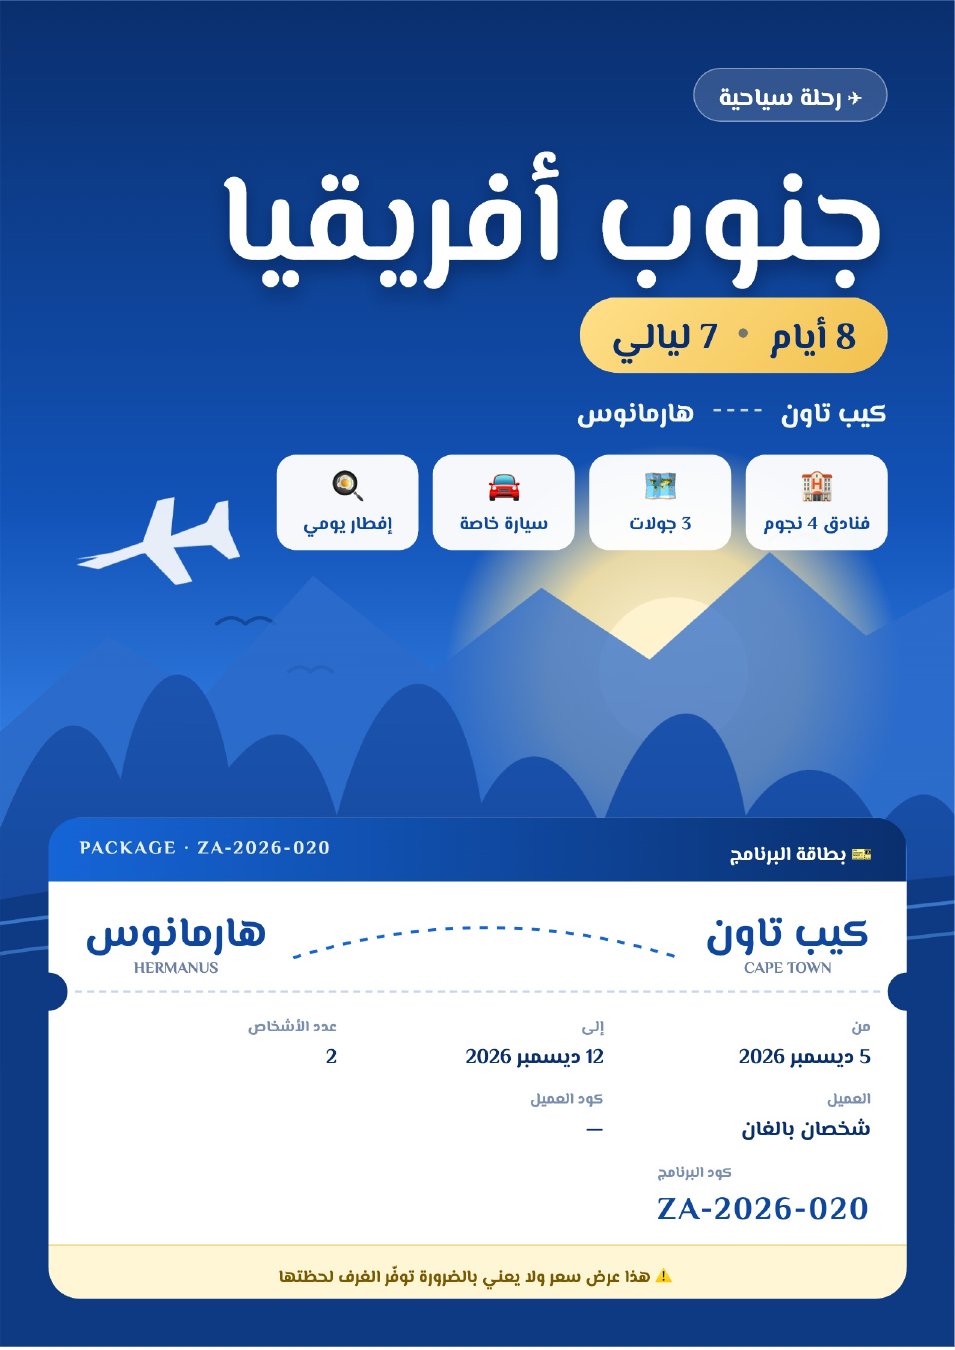 ✈ رحلة سياحية
جنوب أفريقيا
8 أيام • 7 ليالي
كيب تاون ---- هارمانوس
فنادق 4 نجوم
3 جولات
سيارة خاصة
إفطار يومي
🎫 بطاقة البرنامج PACKAGE · ZA-2026-020
كيب تاون هارمانوس
CAPE TOWN HERMANUS
من إلى عدد الأشخاص
5 ديسمبر 2026 12 ديسمبر 2026 2
العميل كود العميل
شخصان بالغان —
كود البرنامج
ZA-2026-020
⚠️ هذا عرض سعر ولا يعني بالضرورة توفّر الغرف لحظتها